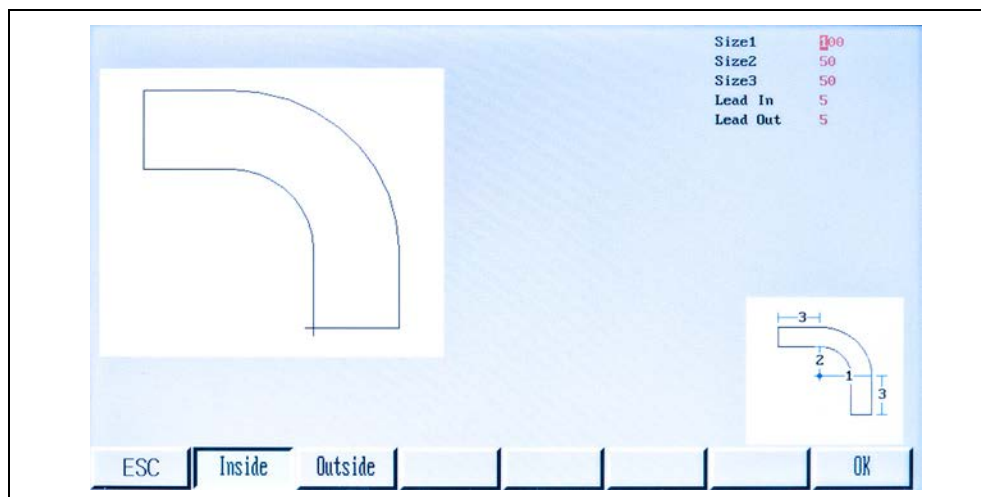 Size1 100
Size2 50
Size3 50
Lead In 5
Lead Out 5
3
2
1
3
ESC Inside Outside OK